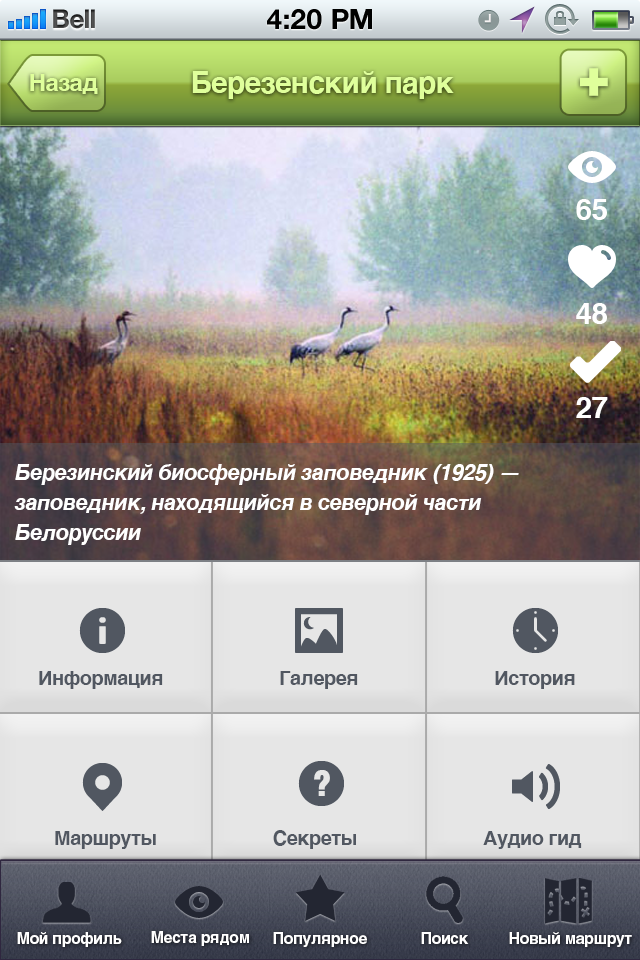 Bell 4:20 PM
Назад
Березенский парк
65
48
27
Березинский биосферный заповедник (1925) —
заповедник, находящийся в северной части
Белоруссии
Информация
Галерея
История
Маршруты
Секреты
Аудио гид
Мой профиль
Места рядом
Популярное
Поиск
Новый маршрут